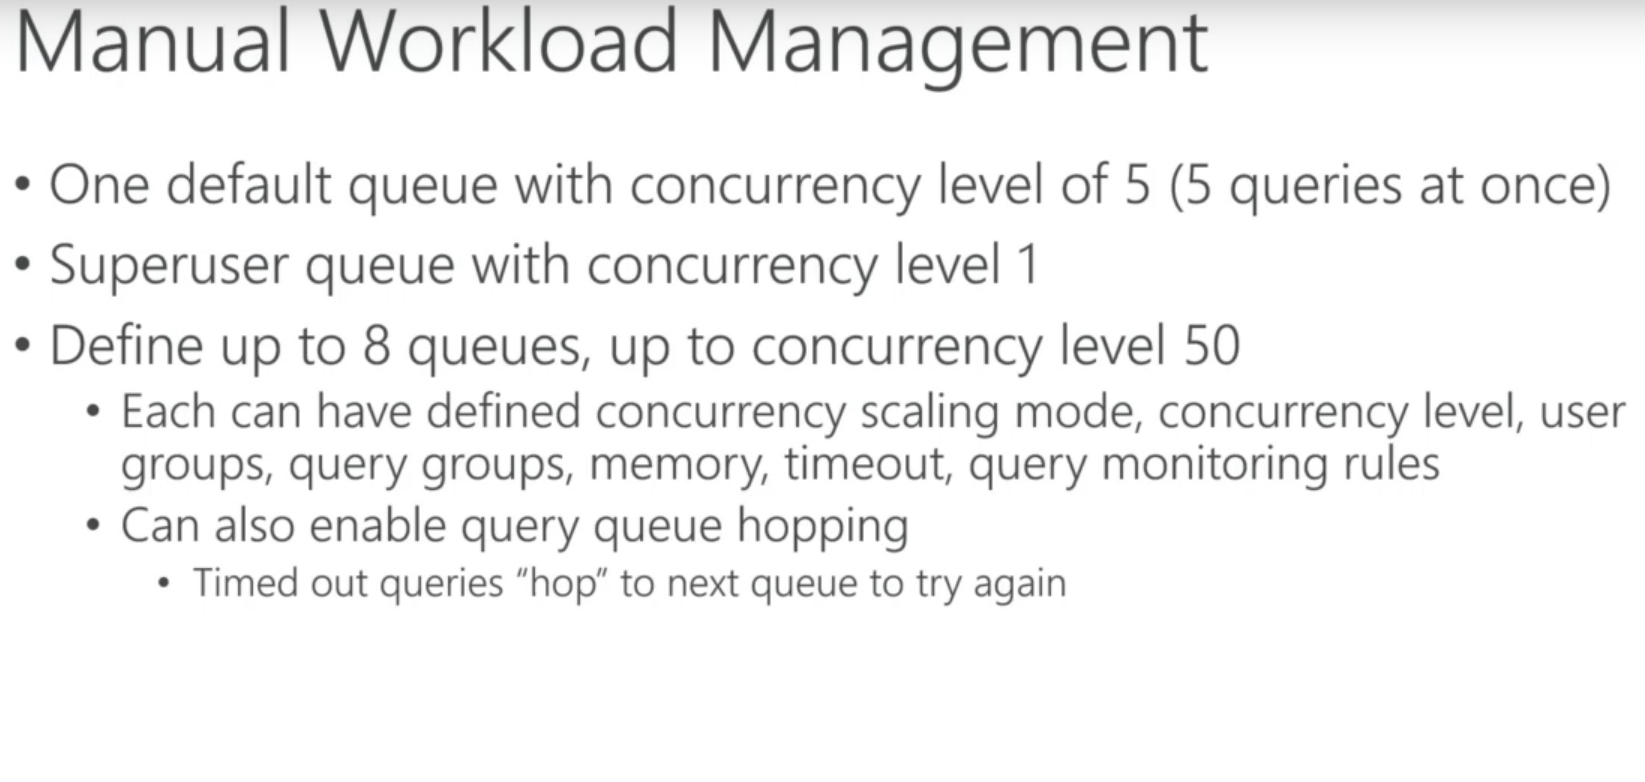 Manual Workload Management
• One default queue with concurrency level of 5 (5 queries at once)
• Superuser queue with concurrency level 1
• Define up to 8 queues, up to concurrency level 50
• Each can have defined concurrency scaling mode, concurrency level, user
groups, query groups, memory, timeout, query monitoring rules
• Can also enable query queue hopping
• Timed out queries “hop” to next queue to try again